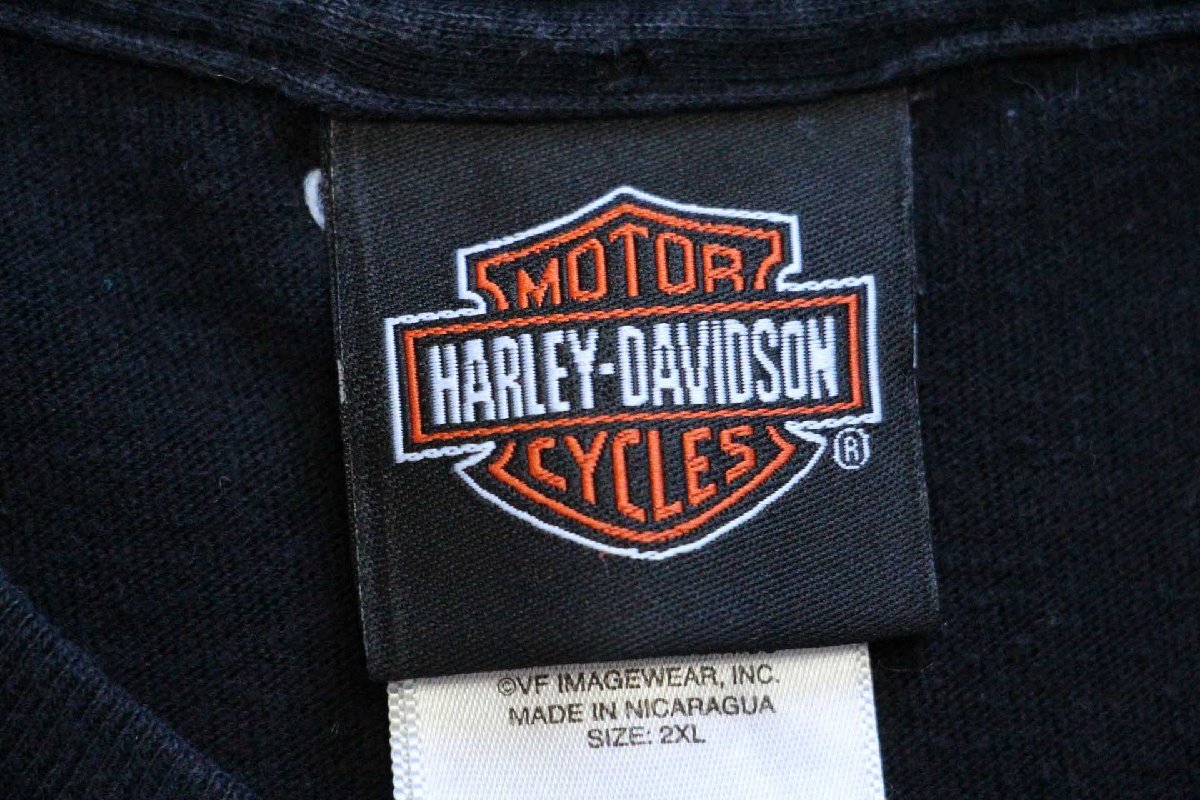 MOTOR
HARLEY-DAVIDSON
CYCLES
®
©VF IMAGEWEAR, INC.
MADE IN NICARAGUA
SIZE: 2XL